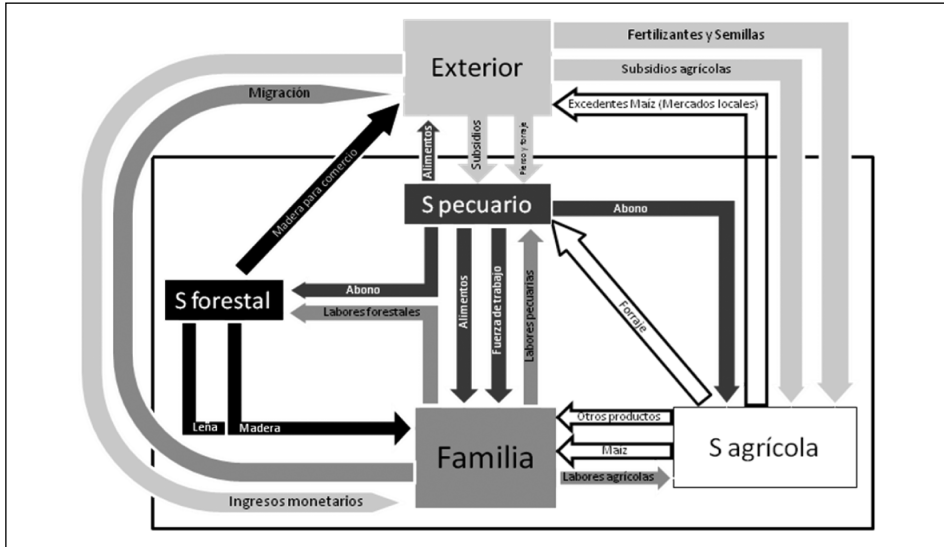 Fertilizantes y Semillas
Exterior
Subsidios agrícolas
Migración
Excedentes Maíz (Mercados locales)
Madera para comercio
Alimentos
Subsidios
Pienso y forraje
S pecuario
Abono
S forestal
Abono
Labores forestales
Alimentos
Fuerza de trabajo
Labores pecuarias
Forraje
Leña
Madera
Familia
Otros productos
Maíz
Labores agrícolas
S agrícola
Ingresos monetarios